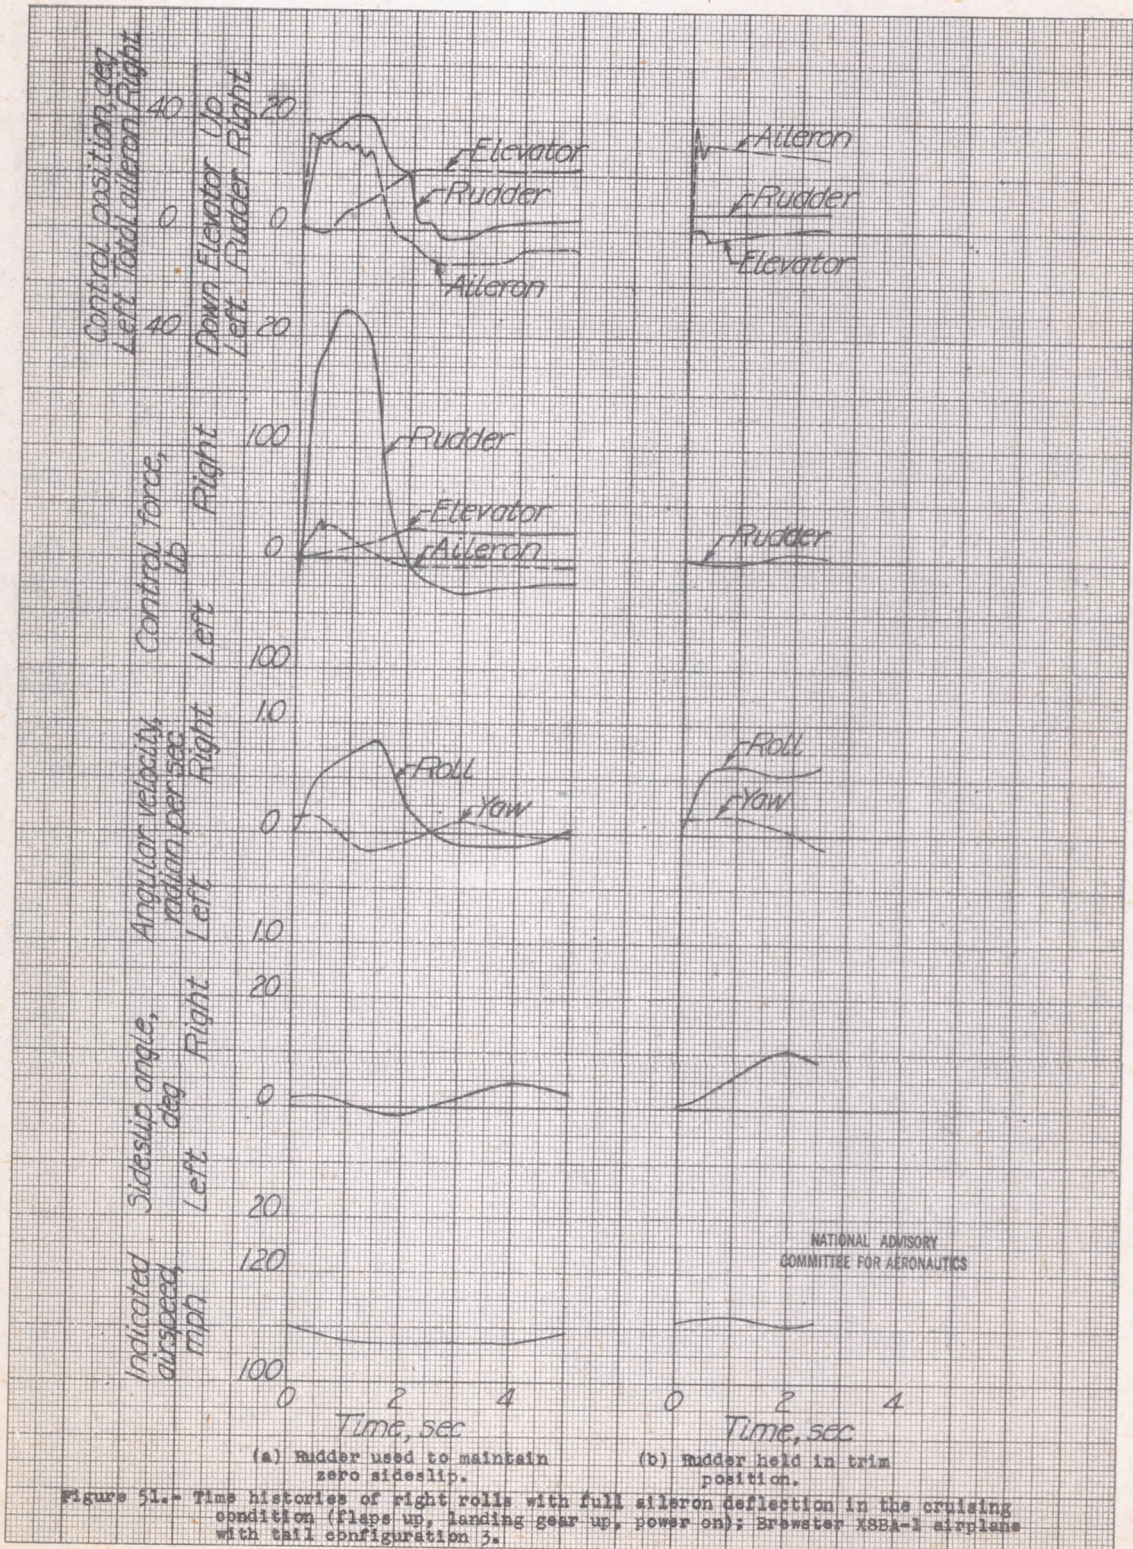 Control position, deg
Left Total aileron Right
40
0
40
Down Elevator Up
Left Rudder Right
20
0
20
Elevator
Rudder
Aileron
Aileron
Rudder
Elevator
Control force,
lb
Left Right
100
0
100
Rudder
Elevator
Aileron
Rudder
Angular velocity,
radian per sec
Left Right
1.0
0
1.0
Roll
Yaw
Roll
Yaw
Sideslip angle,
deg
Left Right
20
0
20
Indicated
airspeed,
mph
120
100
NATIONAL ADVISORY
COMMITTEE FOR AERONAUTICS
0 2 4 0 2 4
Time, sec Time, sec
(a) Rudder used to maintain
zero sideslip.
(b) Rudder held in trim
position.
Figure 51.- Time histories of right rolls with full aileron deflection in the cruising
condition (flaps up, landing gear up, power on); Brewster XSBA-1 airplane
with tail configuration 3.